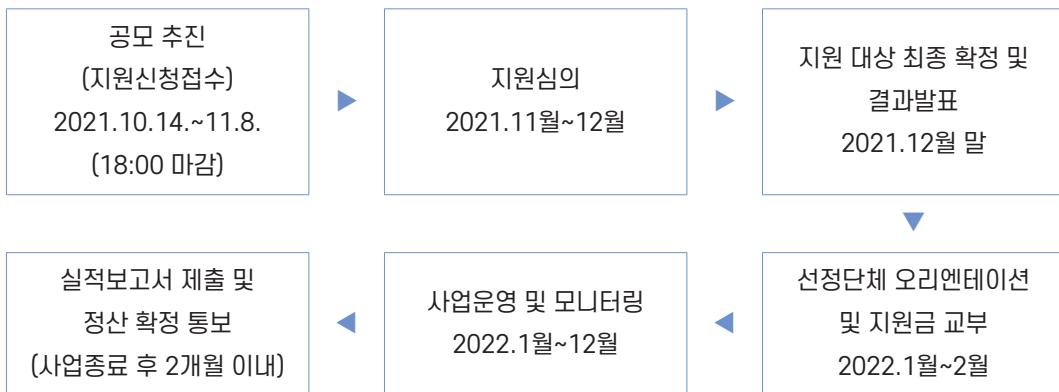 공모 추진
(지원신청접수)
2021.10.14.~11.8.
(18:00 마감)
지원심의
2021.11월~12월
지원 대상 최종 확정 및
결과발표
2021.12월 말
선정단체 오리엔테이션
및 지원금 교부
2022.1월~2월
사업운영 및 모니터링
2022.1월~12월
실적보고서 제출 및
정산 확정 통보
(사업종료 후 2개월 이내)